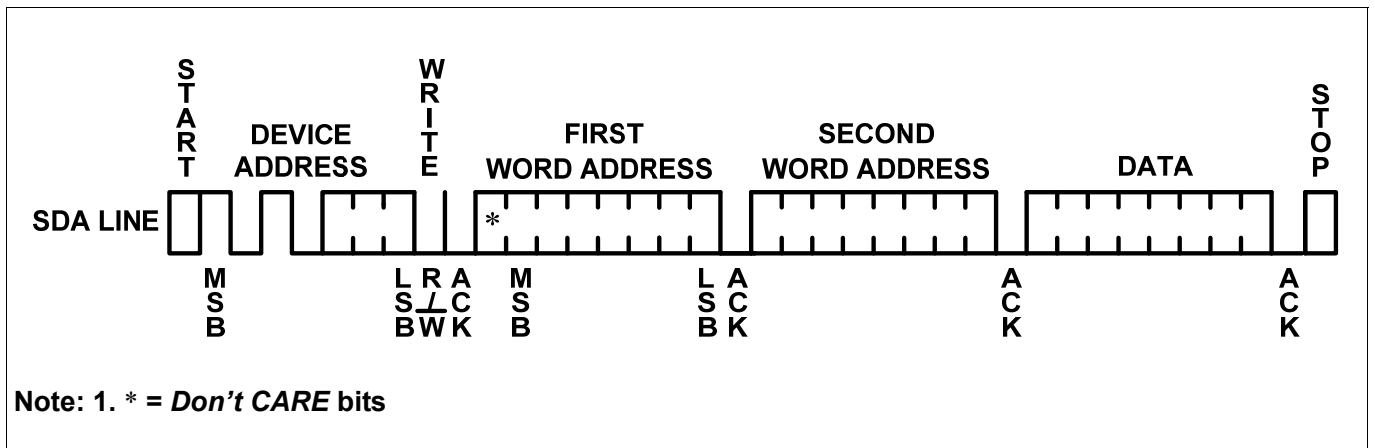 START
WRITE
STOP
DEVICE
ADDRESS
FIRST
WORD ADDRESS
SECOND
WORD ADDRESS
DATA
SDA LINE
*
MSB
LSB
R/W
ACK
MSB
LSB
ACK
ACK
ACK
Note: 1. * = Don't CARE bits